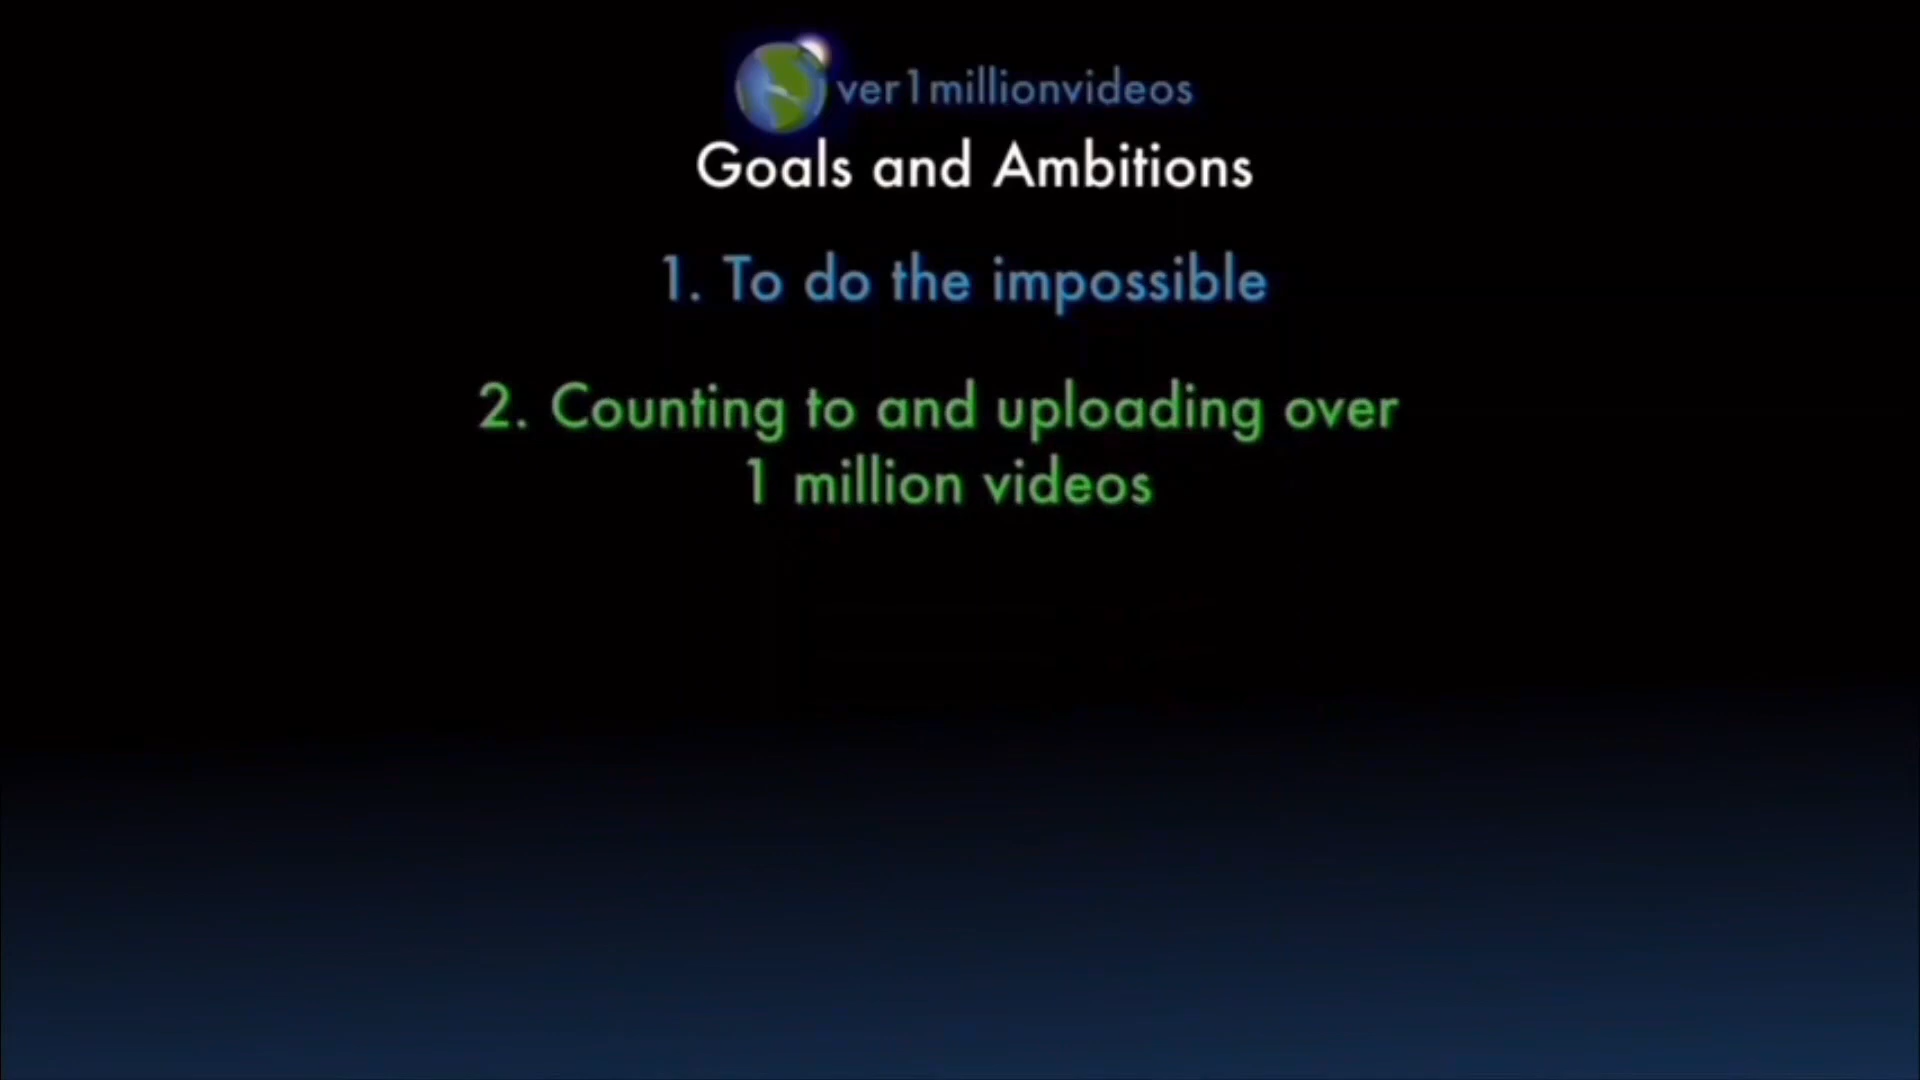 ver1millionvideos
Goals and Ambitions
1. To do the impossible
2. Counting to and uploading over
1 million videos